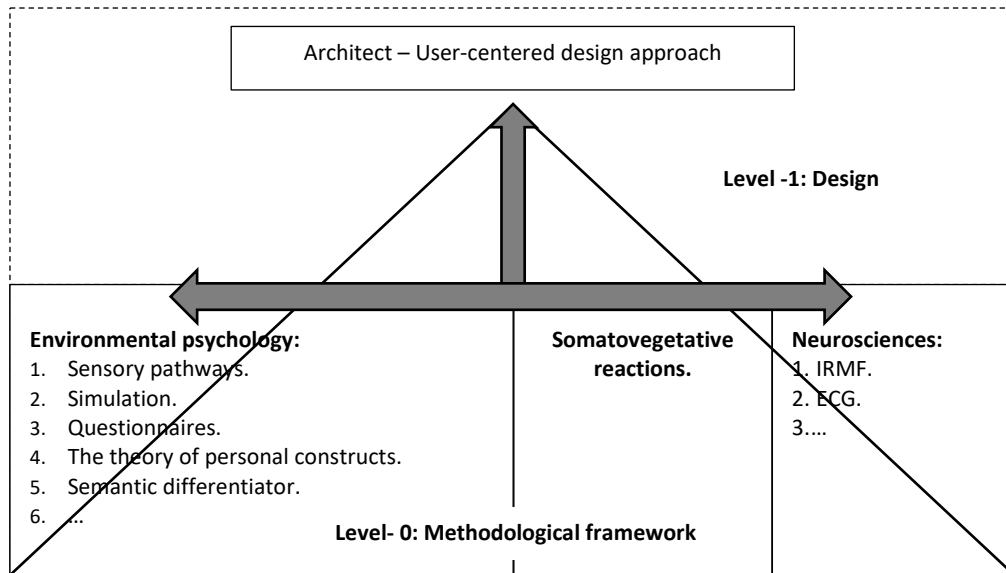 Architect – User-centered design approach
Level -1: Design
Environmental psychology:
1. Sensory pathways.
2. Simulation.
3. Questionnaires.
4. The theory of personal constructs.
5. Semantic differentiator.
6. ...
Somatovegetative
reactions.
Neurosciences:
1. IRMF.
2. ECG.
3....
Level- 0: Methodological framework